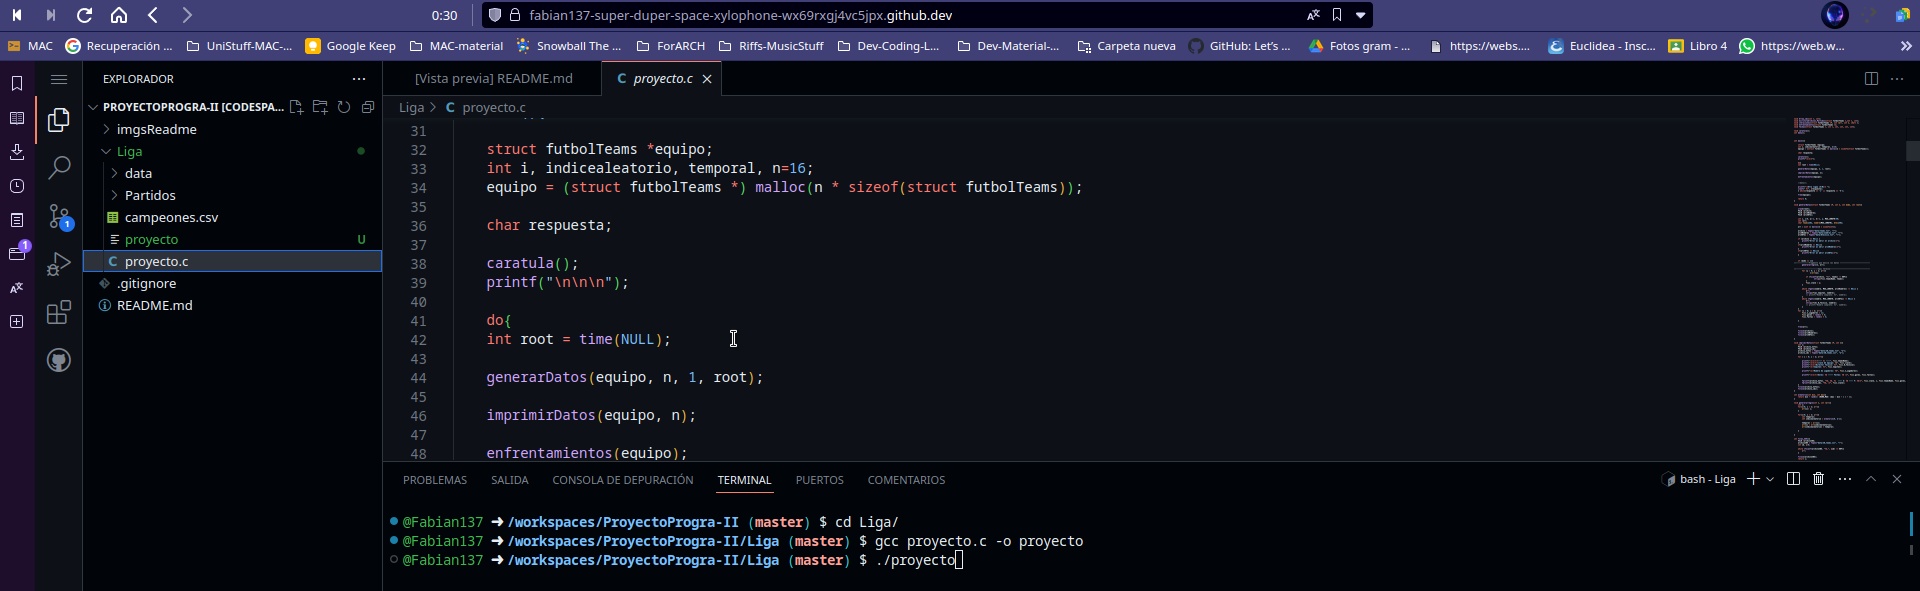 0:30
fabian137-super-duper-space-xylophone-wx69rxgj4vc5jpx.github.dev
MAC
Recuperación ...
UniStuff-MAC-...
Google Keep
MAC-material
Snowball The ...
ForARCH
Riffs-MusicStuff
Dev-Coding-L...
Dev-Material-...
Carpeta nueva
GitHub: Let's ...
Fotos gram - ...
https://webs....
Euclidea - Insc...
Libro 4
https://web.w...
EXPLORADOR
PROYECTOPROGRA-II [CODESPA...
imgsReadme
Liga
data
Partidos
campeones.csv
proyecto U
proyecto.c
.gitignore
README.md
1
1
[Vista previa] README.md
C proyecto.c
Liga > C proyecto.c
31
32 struct futbolTeams *equipo;
33 int i, indicealeatorio, temporal, n=16;
34 equipo = (struct futbolTeams *) malloc(n * sizeof(struct futbolTeams));
35
36 char respuesta;
37
38 caratula();
39 printf("\n\n\n");
40
41 do{
42 int root = time(NULL);
43
44 generarDatos(equipo, n, 1, root);
45
46 imprimirDatos(equipo, n);
47
48 enfrentamientos(equipo);
PROBLEMAS SALIDA CONSOLA DE DEPURACIÓN TERMINAL PUERTOS COMENTARIOS
bash - Liga
@Fabian137 ➜ /workspaces/ProyectoProgra-II (master) $ cd Liga/
@Fabian137 ➜ /workspaces/ProyectoProgra-II/Liga (master) $ gcc proyecto.c -o proyecto
@Fabian137 ➜ /workspaces/ProyectoProgra-II/Liga (master) $ ./proyecto